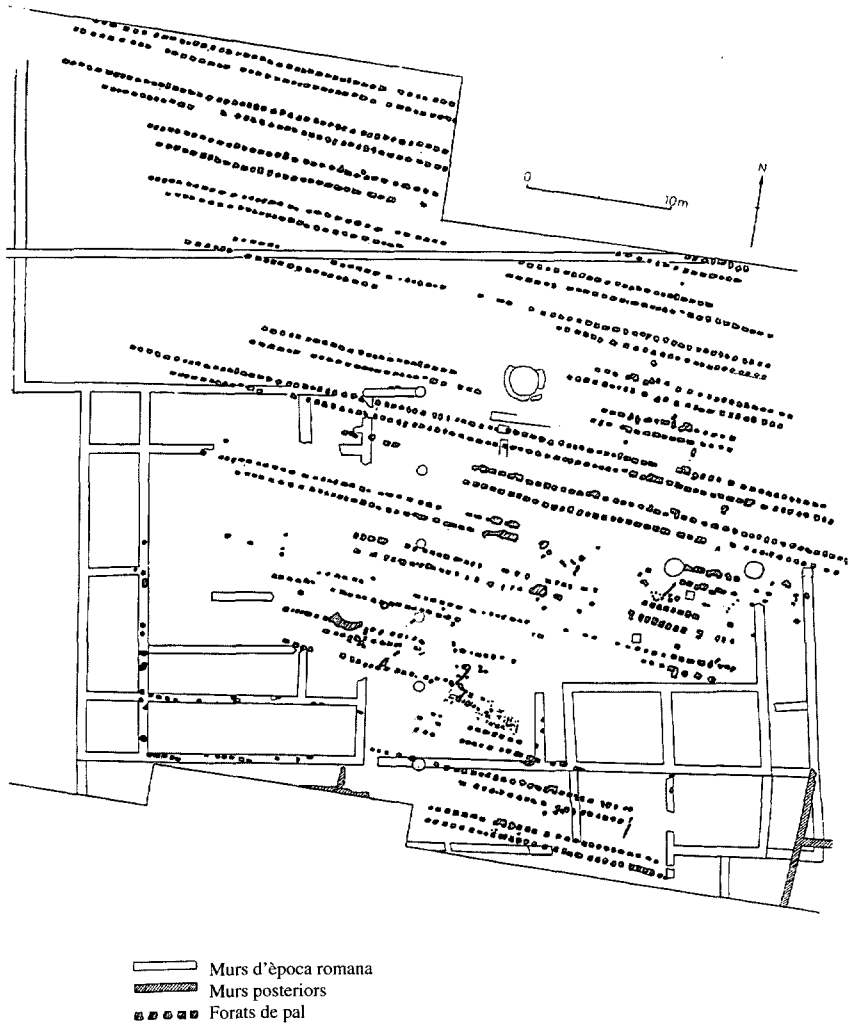 N
0 10m
Murs d'època romana
Murs posteriors
Forats de pal